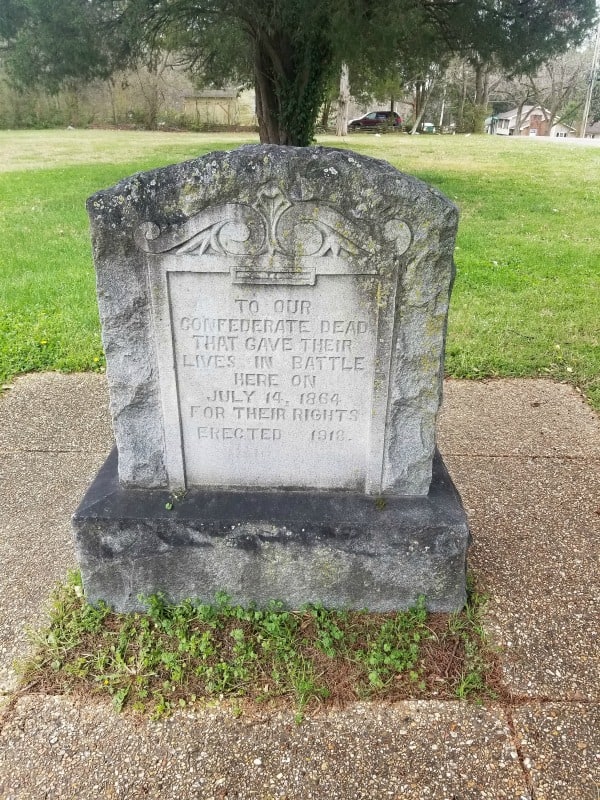 TO OUR
CONFEDERATE DEAD
THAT GAVE THEIR
LIVES IN BATTLE
HERE ON
JULY 14, 1864
FOR THEIR RIGHTS
ERECTED 1918.